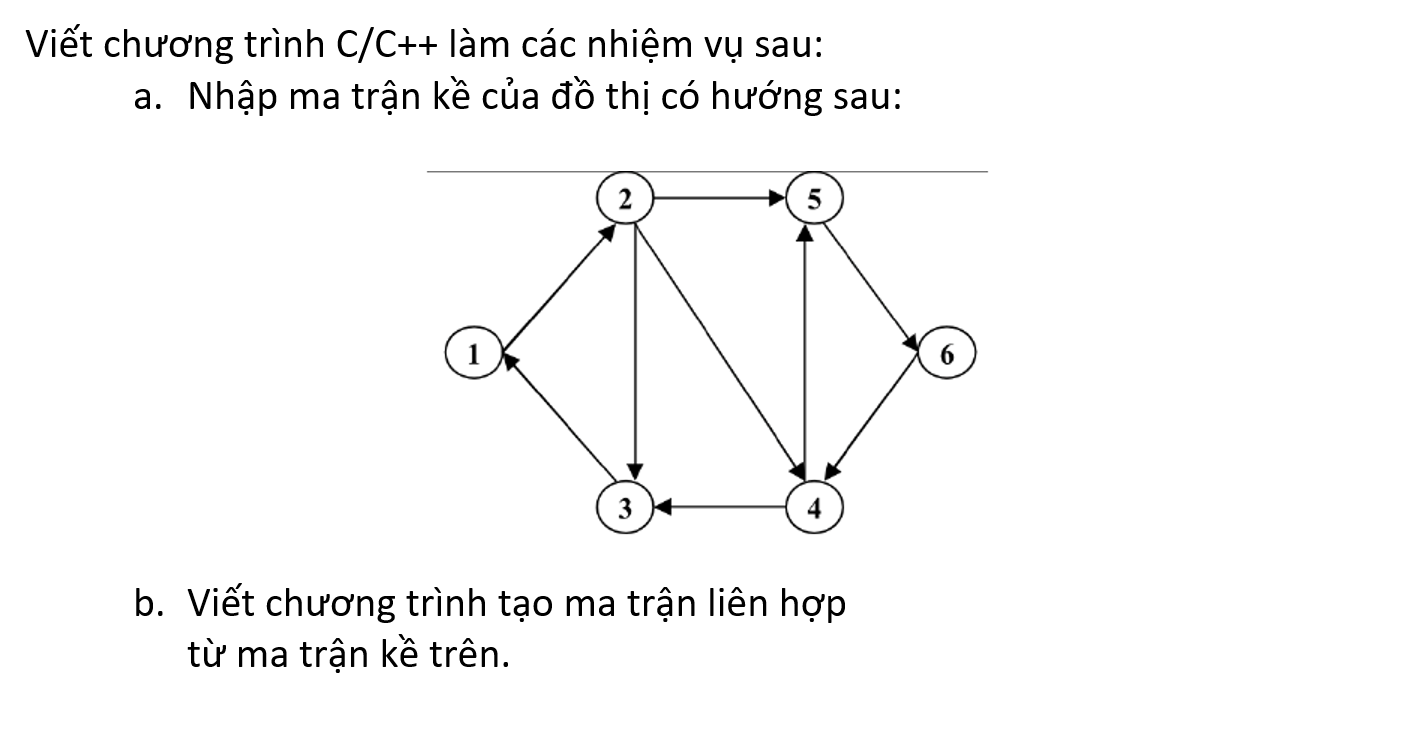 Viết chương trình C/C++ làm các nhiệm vụ sau:
a. Nhập ma trận kề của đồ thị có hướng sau:
2 5
1 6
3 4
b. Viết chương trình tạo ma trận liên hợp
từ ma trận kề trên.